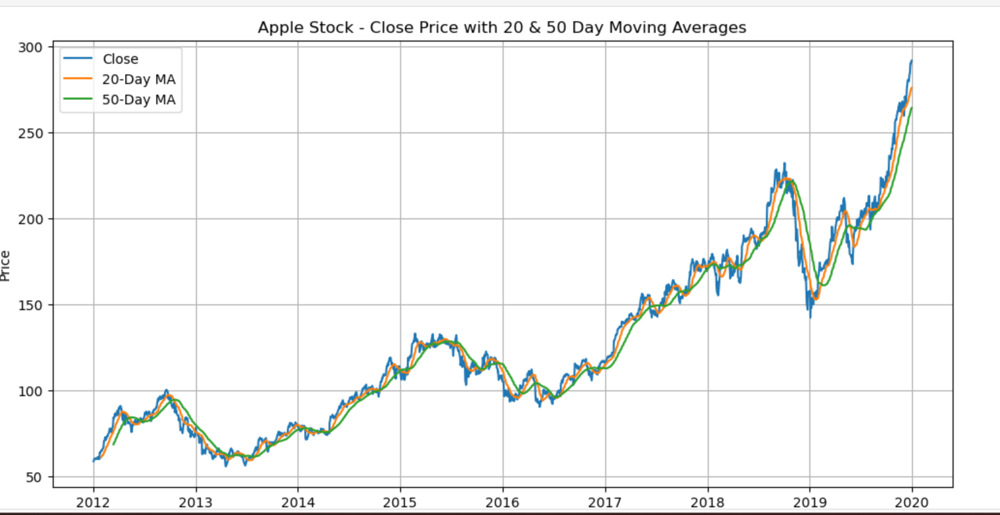 Apple Stock - Close Price with 20 & 50 Day Moving Averages
Close
20-Day MA
50-Day MA
Price
300
250
200
150
100
50
2012 2013 2014 2015 2016 2017 2018 2019 2020